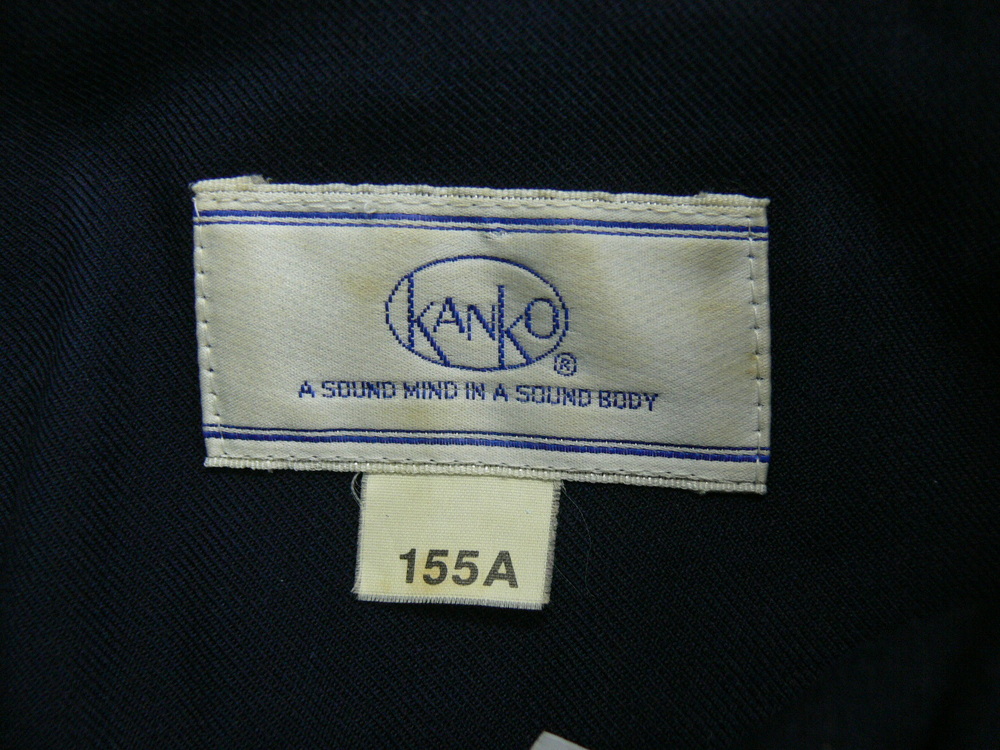 KANKO
®
A SOUND MIND IN A SOUND BODY
155A